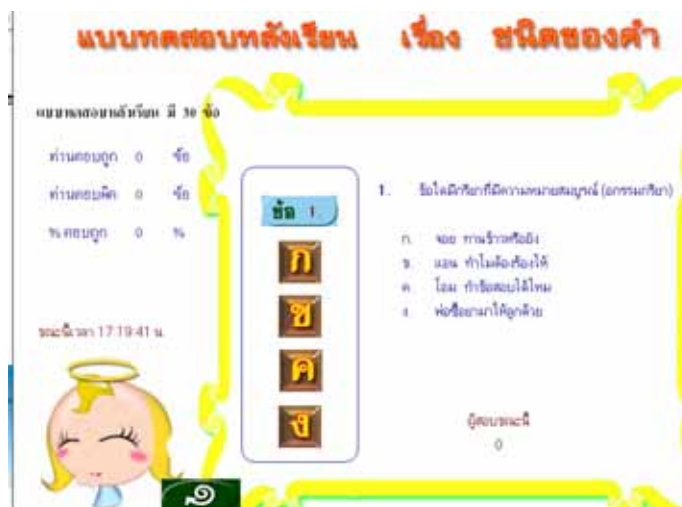 แบบทดสอบหลังเรียน เรื่อง ชนิดของคำ
แบบทดสอบหลังเรียน มี 30 ข้อ
ท่านตอบถูก 0 ข้อ
ท่านตอบผิด 0 ข้อ
% ตอบถูก 0 %
ขณะนี้เวลา 17:19:41 น.
ข้อ 1.
ก
ข
ค
ง
1. ข้อใดมีกริยาที่มีความหมายสมบูรณ์ (อกรรมกริยา)
ก. จอย ทานข้าวหรือยัง
ข. แอน ทำไมต้องร้องไห้
ค. โอม ทำข้อสอบได้ไหม
ง. พ่อซื้อยามาให้ลูกด้วย
ผู้สอบขณะนี้
0